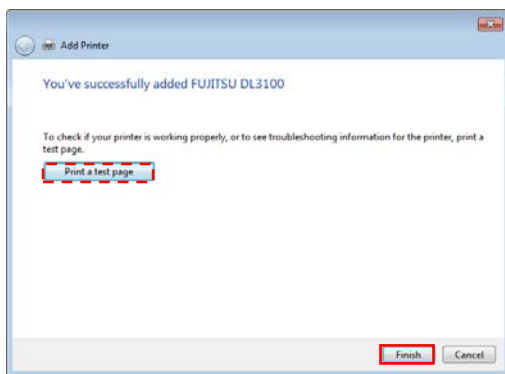 Add Printer
You've successfully added FUJITSU DL3100
To check if your printer is working properly, or to see troubleshooting information for the printer, print a
test page.
Print a test page
Finish
Cancel